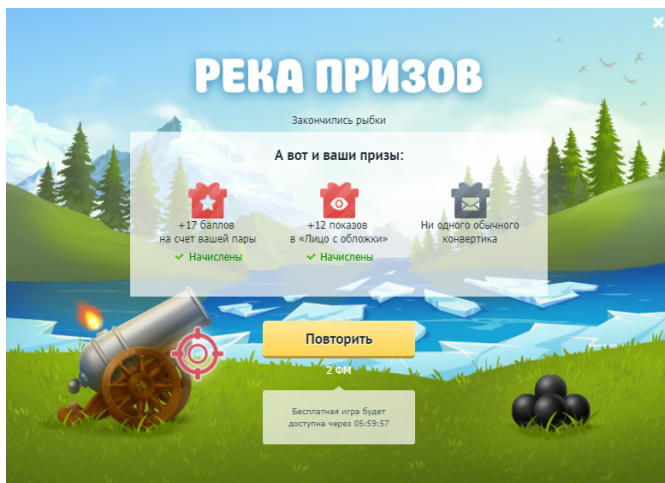 РЕКА ПРИЗОВ
Закончились рыбки
А вот и ваши призы:
+17 баллов
на счет вашей пары
Начислены
+12 показов
в «Лицо с обложки»
Начислены
Ни одного обычного
конвертика
Повторить
2 ФМ
Бесплатная игра будет
доступна через 05:59:57